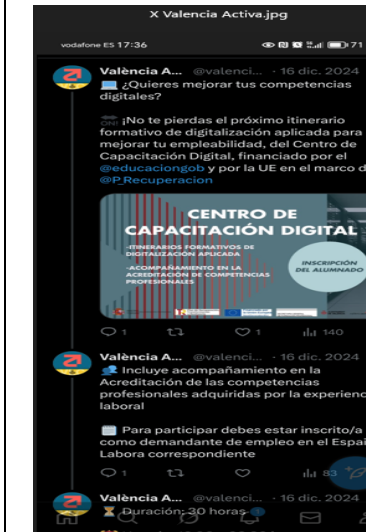 X Valencia Activa.jpg
vodafone ES 17:36
71
València A... @valenci... · 16 dic. 2024
💻 ¿Quieres mejorar tus competencias
digitales?
🔛 ¡No te pierdas el próximo itinerario
formativo de digitalización aplicada para
mejorar tu empleabilidad, del Centro de
Capacitación Digital, financiado por el
@educaciongob y por la UE en el marco d
@P_Recuperacion
CENTRO DE
CAPACITACIÓN DIGITAL
-ITINERARIOS FORMATIVOS DE
DIGITALIZACIÓN APLICADA
-ACOMPAÑAMIENTO EN LA
ACREDITACIÓN DE COMPETENCIAS
PROFESIONALES
INSCRIPCIÓN
DEL ALUMNADO
1 1 140
València A... @valenci... · 16 dic. 2024
Incluye acompañamiento en la
Acreditación de las competencias
profesionales adquiridas por la experienc
laboral
Para participar debes estar inscrito/a
como demandante de empleo en el Espai
Labora correspondiente
1 83
València A... @valenci... · 16 dic. 2024
⏳ Duración: 30 horas